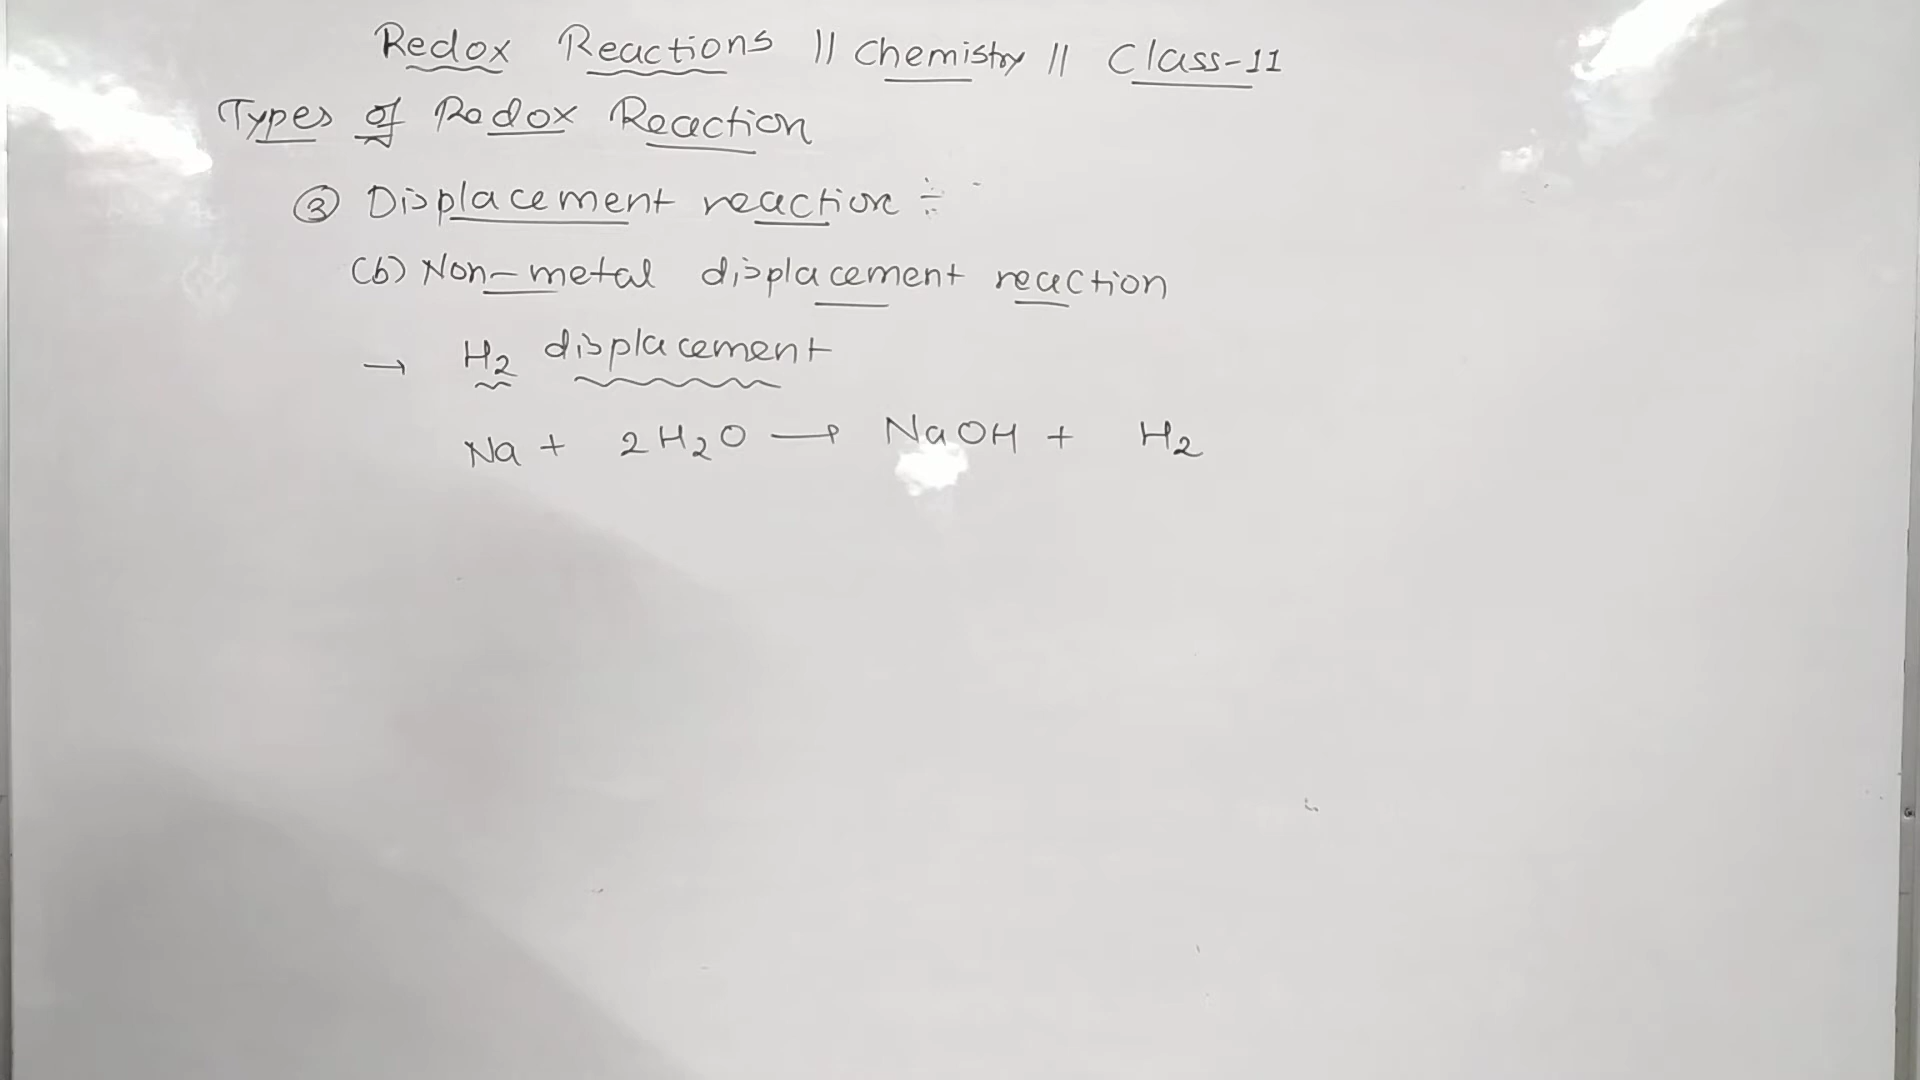 Redox Reactions || Chemistry || Class-11
Types of Redox Reaction
③ Displacement reaction ÷
(b) Non-metal displacement reaction
→ H₂ displacement
Na + 2H₂O → NaOH + H₂